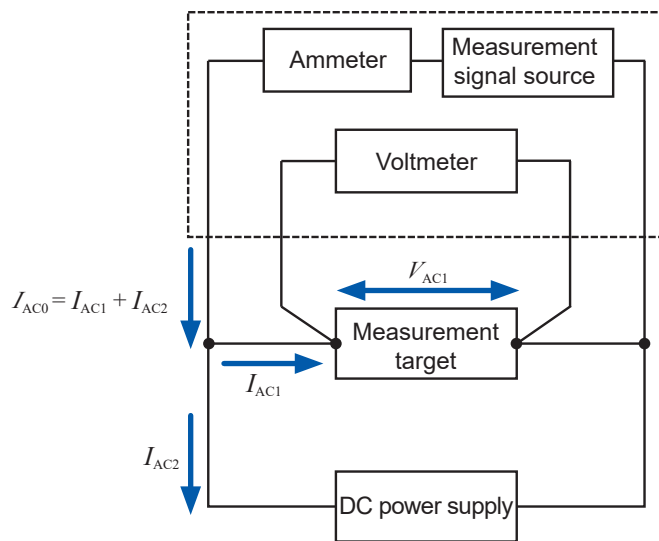 Ammeter
Measurement
signal source
Voltmeter
V_AC1
I_AC0 = I_AC1 + I_AC2
Measurement
target
I_AC1
I_AC2
DC power supply